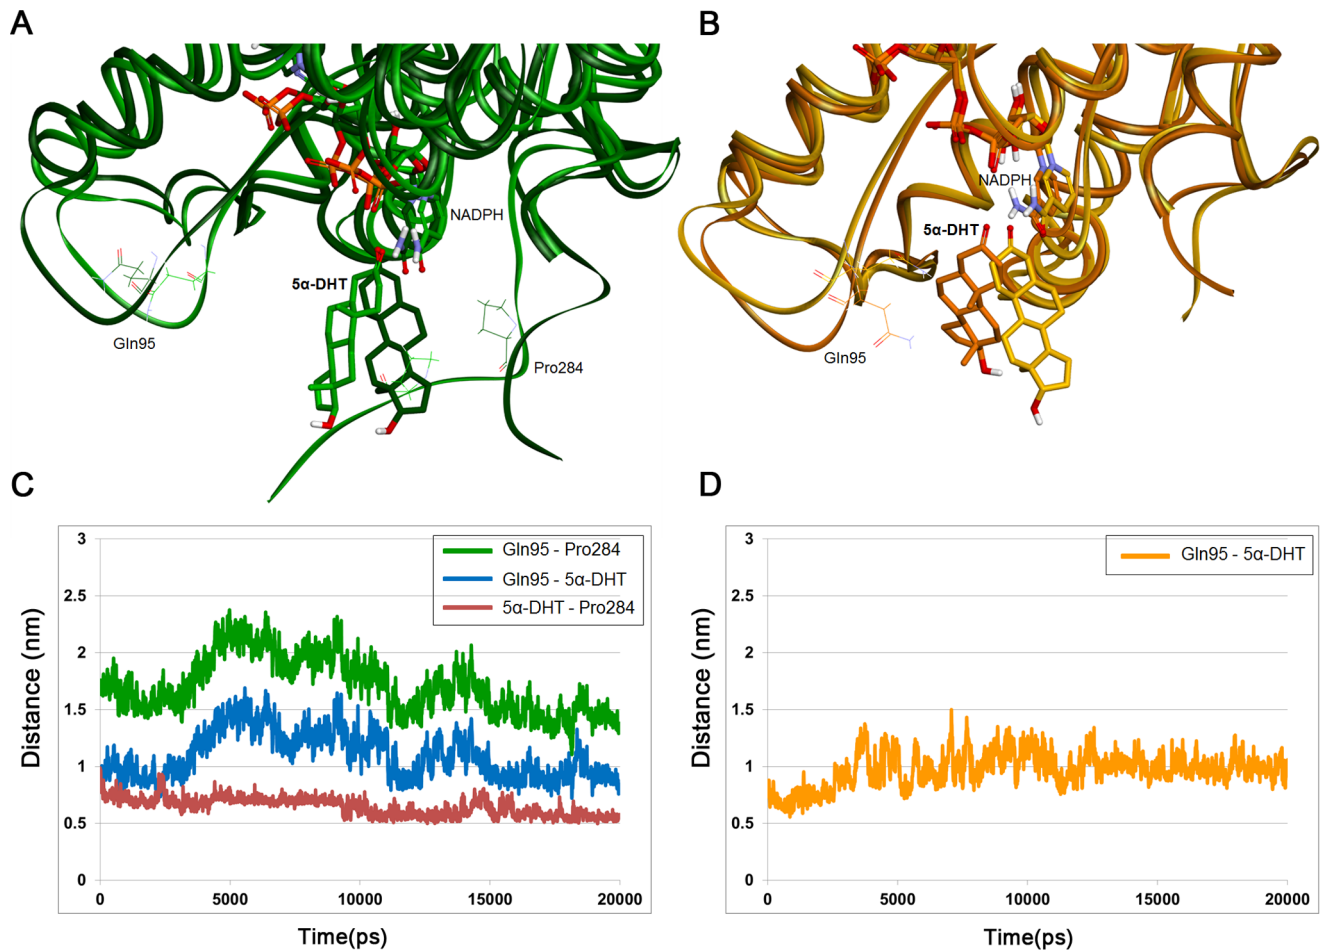 A
B
NADPH
5α-DHT
Gln95
Pro284
NADPH
5α-DHT
Gln95
C
D
3
2.5
2
1.5
1
0.5
0
Distance (nm)
Gln95 - Pro284
Gln95 - 5α-DHT
5α-DHT - Pro284
0
5000
10000
15000
20000
Time(ps)
3
2.5
2
1.5
1
0.5
0
Distance (nm)
Gln95 - 5α-DHT
0
5000
10000
15000
20000
Time(ps)